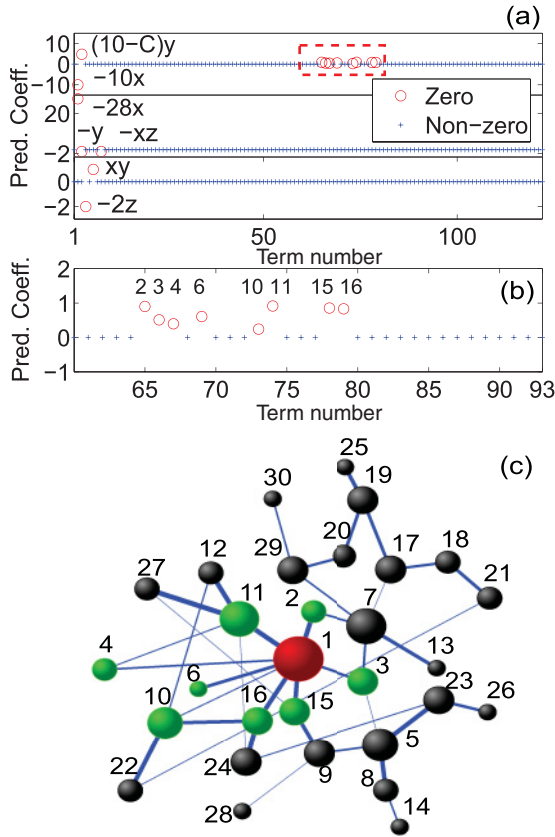 (a)
10
0
−10
20
−2
0
−2
Pred. Coeff.
Pred. Coeff.
(10−C)y
−10x
−28x
−y −xz
xy
−2z
Zero
Non−zero
1 50 100
Term number
(b)
2
1
0
−1
Pred. Coeff.
2 3 4 6 10 11 15 16
65 70 75 80 85 90 93
Term number
(c)
25
19
30
20
17
18
29
12
27
21
11
2
7
1
4
6
3
13
10
16
15
23
26
22
24
9
5
8
28
14